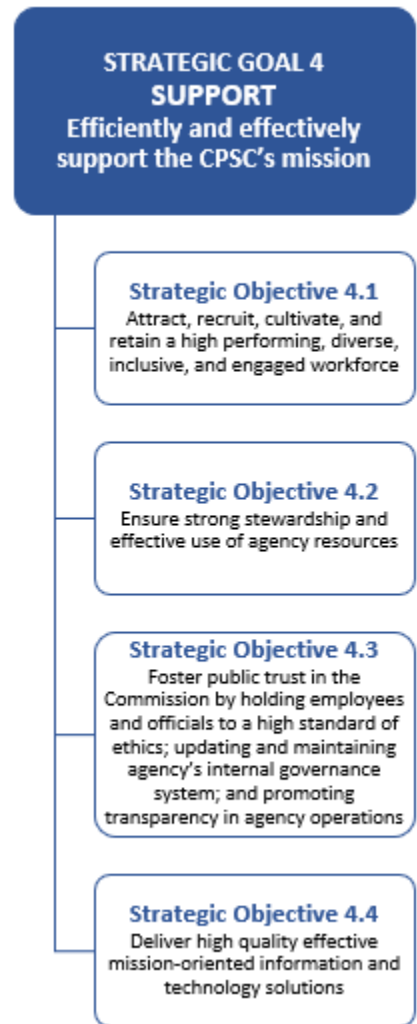 STRATEGIC GOAL 4
SUPPORT
Efficiently and effectively
support the CPSC's mission
Strategic Objective 4.1
Attract, recruit, cultivate, and
retain a high performing, diverse,
inclusive, and engaged workforce
Strategic Objective 4.2
Ensure strong stewardship and
effective use of agency resources
Strategic Objective 4.3
Foster public trust in the
Commission by holding employees
and officials to a high standard of
ethics; updating and maintaining
agency's internal governance
system; and promoting
transparency in agency operations
Strategic Objective 4.4
Deliver high quality effective
mission-oriented information and
technology solutions